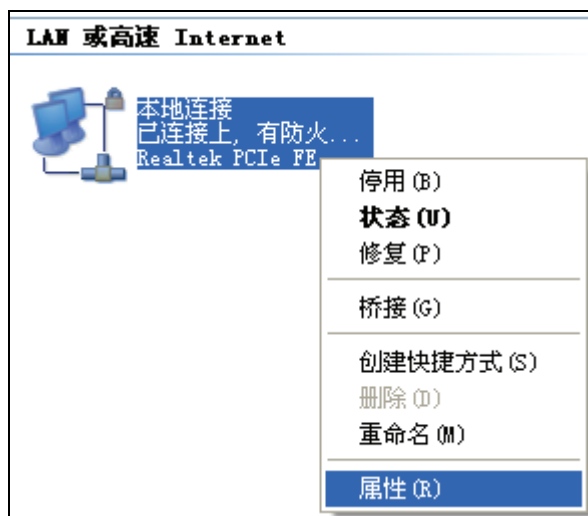 LAN 或高速 Internet
本地连接
已连接上, 有防火...
Realtek PCIe FE
停用(B)
状态(U)
修复(P)
桥接(G)
创建快捷方式(S)
删除(D)
重命名(M)
属性(R)